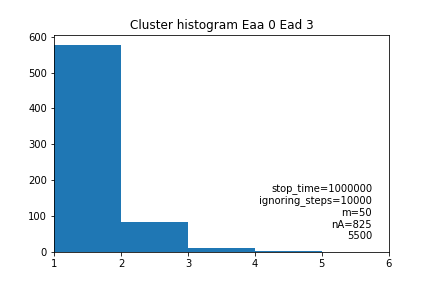 Cluster histogram Eaa 0 Ead 3
600
500
400
300
200
100
0
stop_time=1000000
ignoring_steps=10000
m=50
nA=825
5500
1 2 3 4 5 6